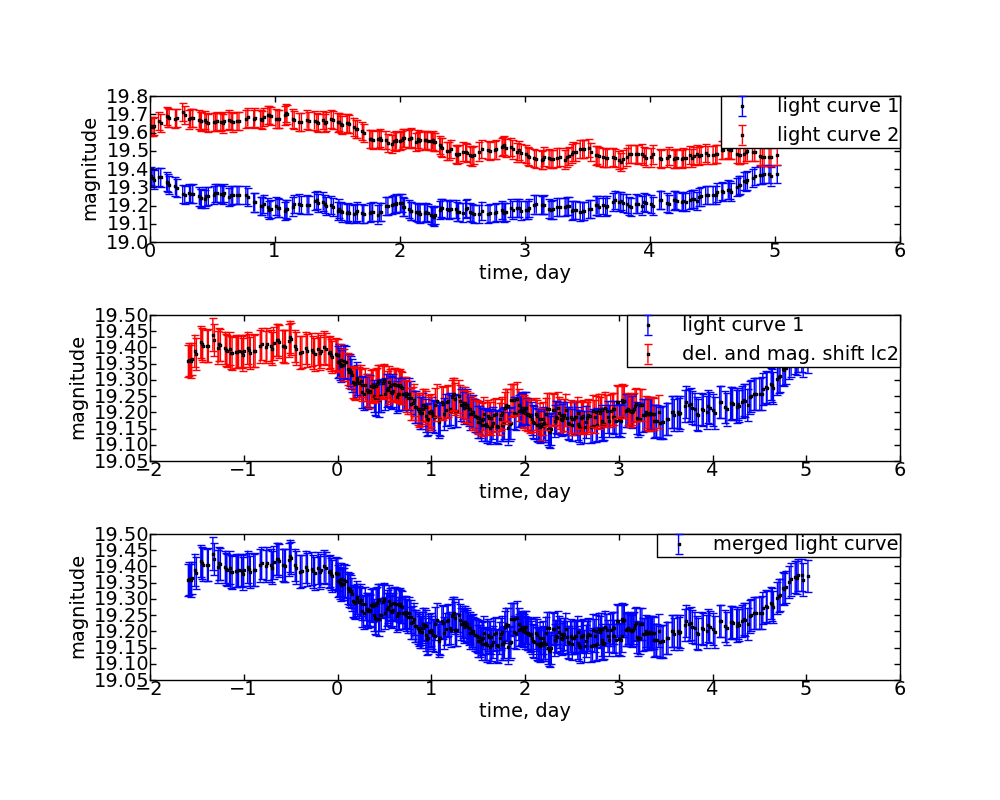 19.8
19.7
19.6
19.5
19.4
19.3
19.2
19.1
19.0
magnitude
light curve 1
light curve 2
0 1 2 3 4 5 6
time, day
19.50
19.45
19.40
19.35
19.30
19.25
19.20
19.15
19.10
19.05
magnitude
light curve 1
del. and mag. shift lc2
−2 −1 0 1 2 3 4 5 6
time, day
19.50
19.45
19.40
19.35
19.30
19.25
19.20
19.15
19.10
19.05
magnitude
merged light curve
−2 −1 0 1 2 3 4 5 6
time, day